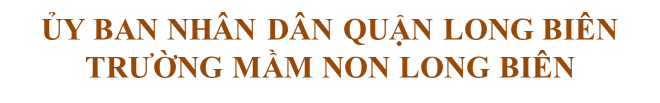 ỦY BAN NHÂN DÂN QUẬN LONG BIÊN
TRƯỜNG MẦM NON LONG BIÊN